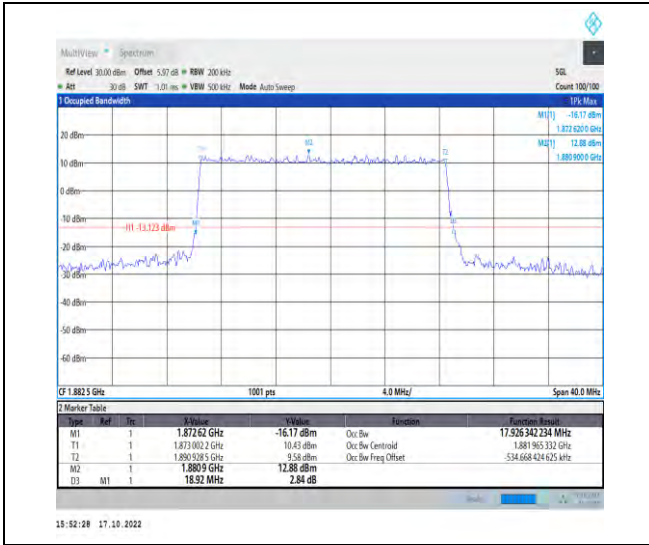 MultiView Spectrum
Ref Level 30.00 dBm Offset 5.97 dB RBW 200 kHz SGL
Att 30 dB SWT 1.01 ms VBW 500 kHz Mode Auto Sweep Count 100/100
1 Occupied Bandwidth 1Pk Max
M1[1] -16.17 dBm
1.872 6200 GHz
M2[1] 12.88 dBm
1.880 9000 GHz
20 dBm
M2
T2
10 dBm
0 dBm
-10 dBm
H1 -13.123 dBm
-20 dBm
-30 dBm
-40 dBm
-50 dBm
-60 dBm
CF 1.882 5 GHz 1001 pts 4.0 MHz/ Span 40.0 MHz
2 Marker Table
Type Ref Trc X-Value Y-Value Function Function Result
M1 1 1.872 62 GHz -16.17 dBm Occ Bw 17.926 342 234 MHz
T1 1 1.873 002 2 GHz 10.43 dBm Occ Bw Centroid 1.881 965 332 GHz
T2 1 1.890 928 5 GHz 9.58 dBm Occ Bw Freq Offset -534.668 424 625 kHz
M2 1 1.880 9 GHz 12.88 dBm
D3 M1 1 18.92 MHz 2.84 dB
15:52:28 17.10.2022